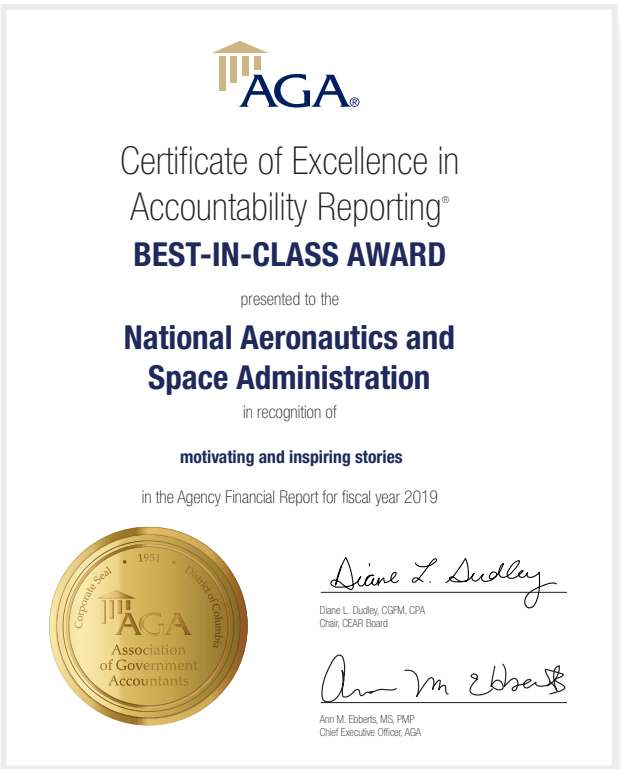 AGA®
Certificate of Excellence in
Accountability Reporting®
BEST-IN-CLASS AWARD
presented to the
National Aeronautics and
Space Administration
in recognition of
motivating and inspiring stories
in the Agency Financial Report for fiscal year 2019
Corporate Seal • 1951 • District of Columbia
AGA
Association
of Government
Accountants
Diane L. Dudley
Diane L. Dudley, CGFM, CPA
Chair, CEAR Board
Ann M Ebberts
Ann M. Ebberts, MS, PMP
Chief Executive Officer, AGA